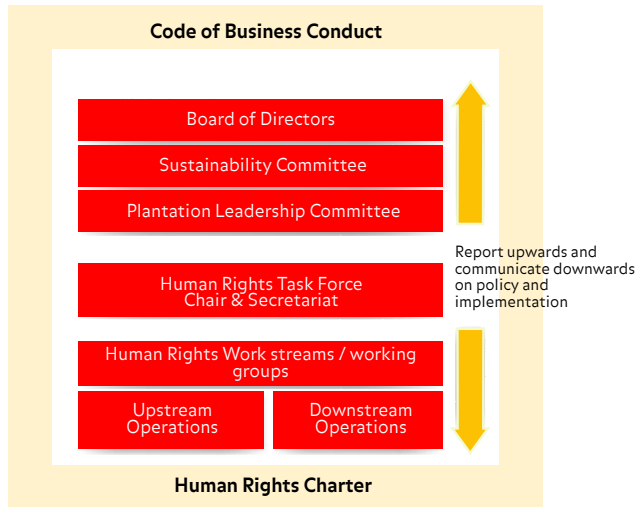 Code of Business Conduct
Board of Directors
Sustainability Committee
Plantation Leadership Committee
Human Rights Task Force
Chair & Secretariat
Human Rights Work streams / working
groups
Upstream
Operations
Downstream
Operations
Report upwards and
communicate downwards
on policy and
implementation
Human Rights Charter